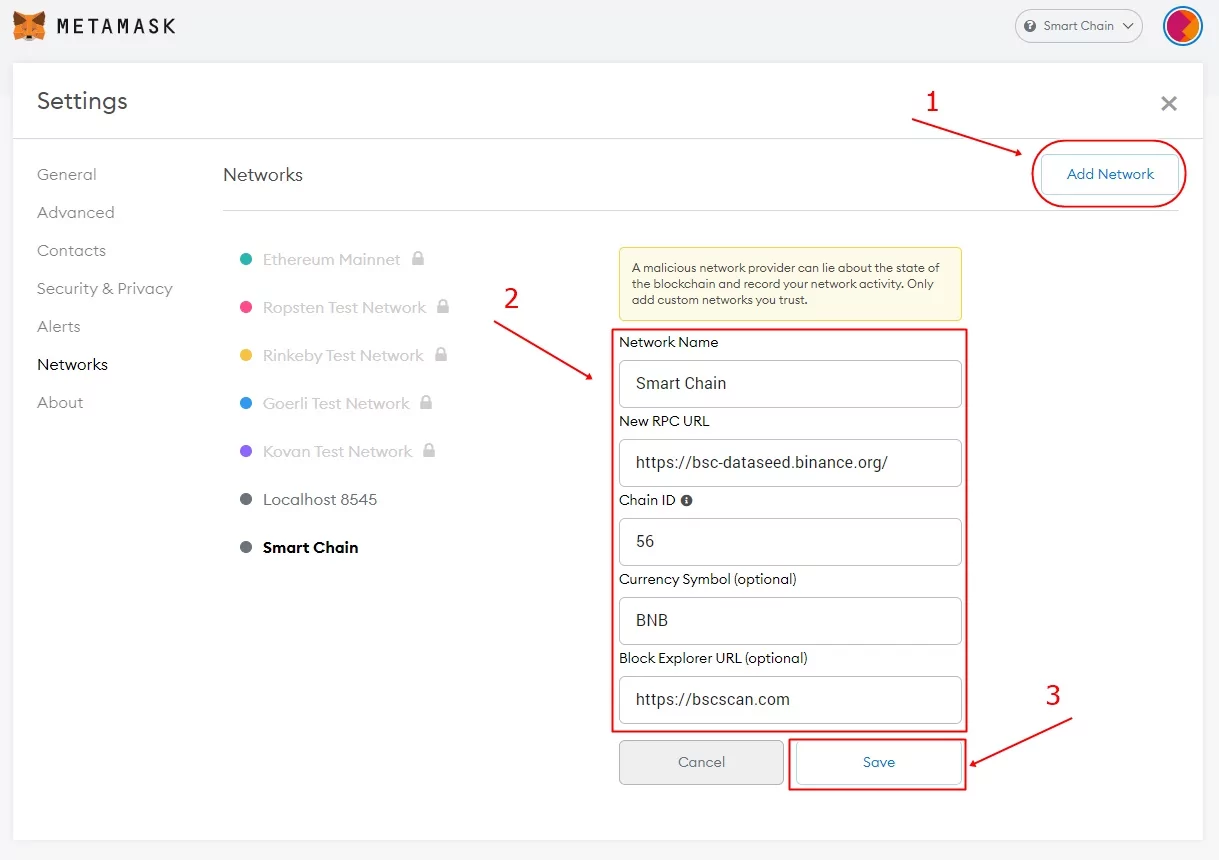 METAMASK
Smart Chain
Settings
1
General
Advanced
Contacts
Security & Privacy
Alerts
Networks
About
Networks
Add Network
Ethereum Mainnet
Ropsten Test Network
Rinkeby Test Network
Goerli Test Network
Kovan Test Network
Localhost 8545
Smart Chain
2
A malicious network provider can lie about the state of
the blockchain and record your network activity. Only
add custom networks you trust.
Network Name
Smart Chain
New RPC URL
https://bsc-dataseed.binance.org/
Chain ID
56
Currency Symbol (optional)
BNB
Block Explorer URL (optional)
https://bscscan.com
3
Cancel
Save